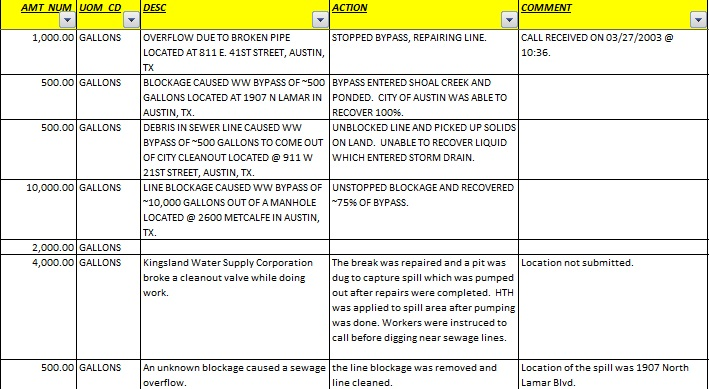 AMT_NUM UOM_CD DESC ACTION COMMENT
1,000.00 GALLONS OVERFLOW DUE TO BROKEN PIPE STOPPED BYPASS, REPAIRING LINE. CALL RECEIVED ON 03/27/2003 @
LOCATED AT 811 E. 41ST STREET, AUSTIN, 10:36.
TX
500.00 GALLONS BLOCKAGE CAUSED WW BYPASS OF ~500 BYPASS ENTERED SHOAL CREEK AND
GALLONS LOCATED AT 1907 N LAMAR IN PONDED. CITY OF AUSTIN WAS ABLE TO
AUSTIN, TX. RECOVER 100%.
500.00 GALLONS DEBRIS IN SEWER LINE CAUSED WW UNBLOCKED LINE AND PICKED UP SOLIDS
BYPASS OF ~500 GALLONS TO COME OUT ON LAND. UNABLE TO RECOVER LIQUID
OF CITY CLEANOUT LOCATED @ 911 W WHICH ENTERED STORM DRAIN.
21ST STREET, AUSTIN, TX.
10,000.00 GALLONS LINE BLOCKAGE CAUSED WW BYPASS OF UNSTOPPED BLOCKAGE AND RECOVERED
~10,000 GALLONS OUT OF A MANHOLE ~75% OF BYPASS.
LOCATED @ 2600 METCALFE IN AUSTIN,
TX.
2,000.00 GALLONS
4,000.00 GALLONS Kingsland Water Supply Corporation The break was repaired and a pit was Location not submitted.
broke a cleanout valve while doing dug to capture spill which was pumped
work. out after repairs were completed. HTH
was applied to spill area after pumping
was done. Workers were instruced to
call before digging near sewage lines.
500.00 GALLONS An unknown blockage caused a sewage the line blockage was removed and Location of the spill was 1907 North
overflow. line cleaned. Lamar Blvd.